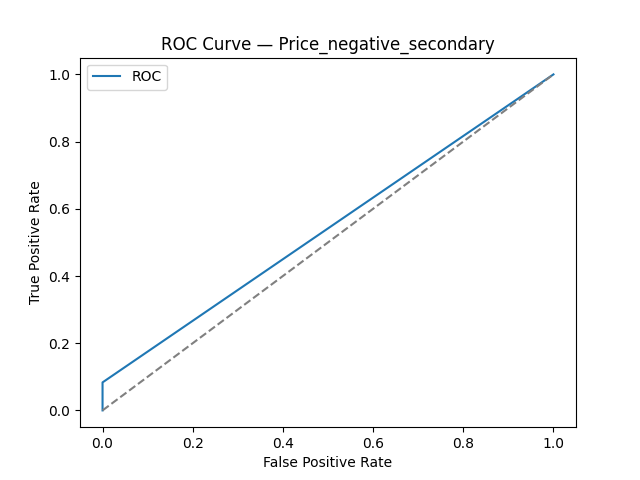 ROC Curve — Price_negative_secondary
ROC
True Positive Rate
1.0
0.8
0.6
0.4
0.2
0.0
0.0 0.2 0.4 0.6 0.8 1.0
False Positive Rate